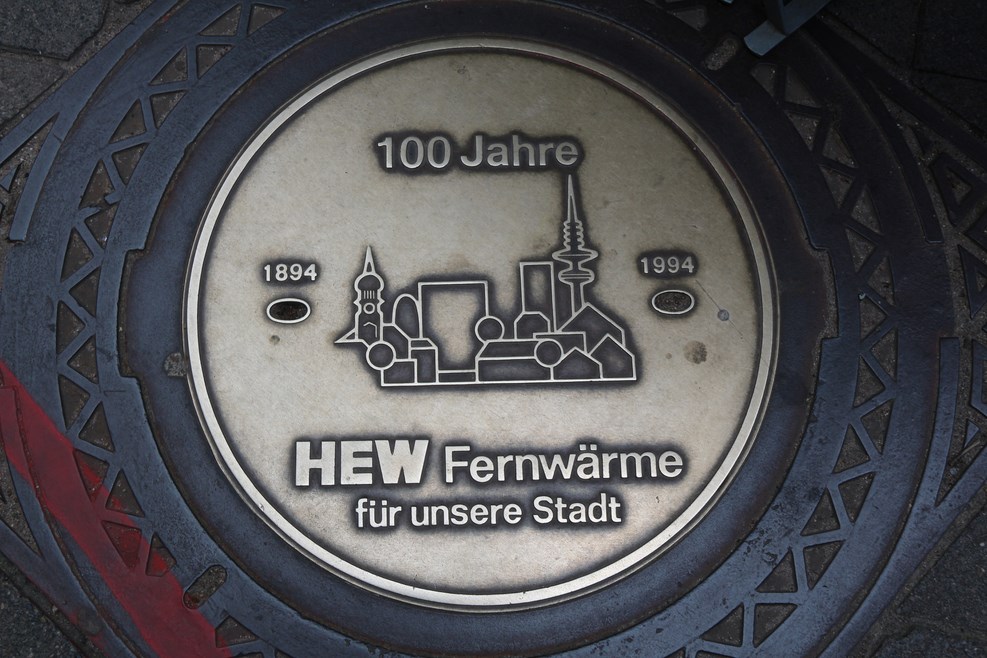 100 Jahre
1894
1994
HEW Fernwärme
für unsere Stadt